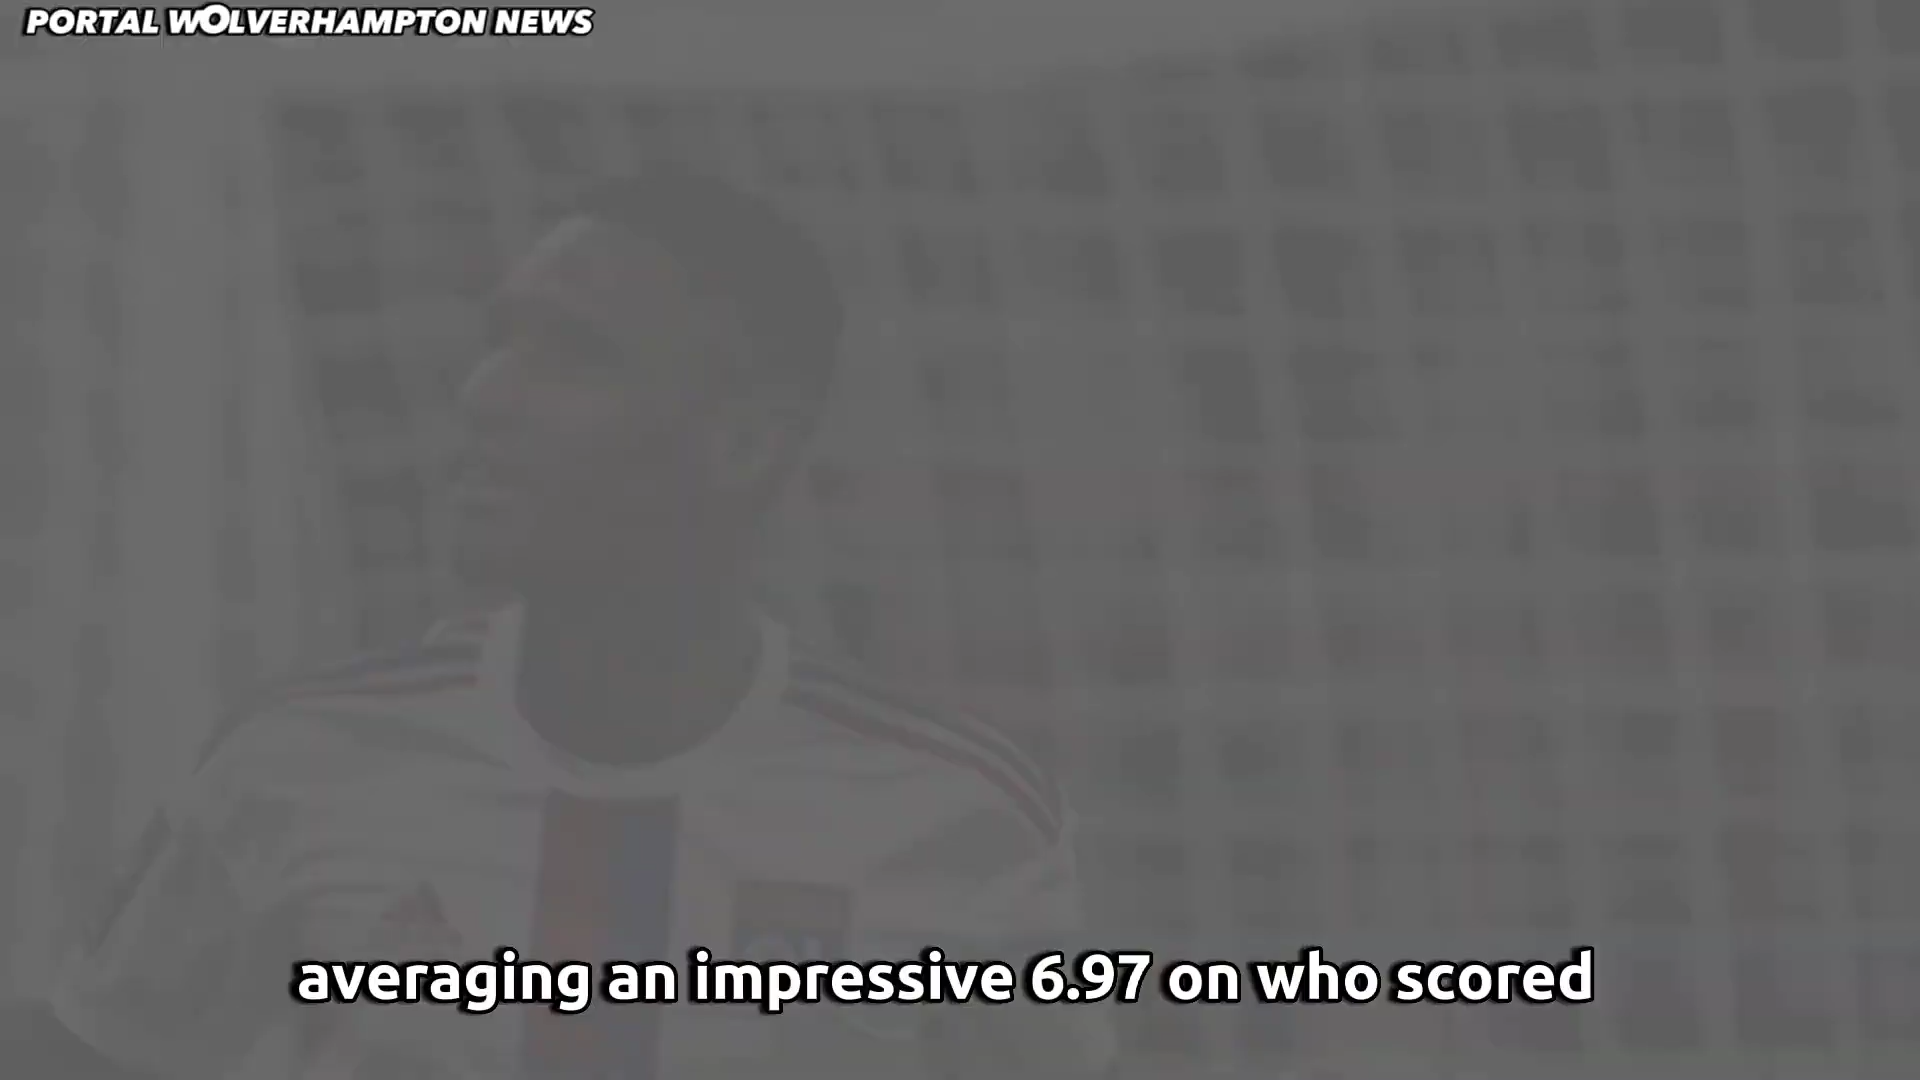 PORTAL WOLVERHAMPTON NEWS
averaging an impressive 6.97 on who scored